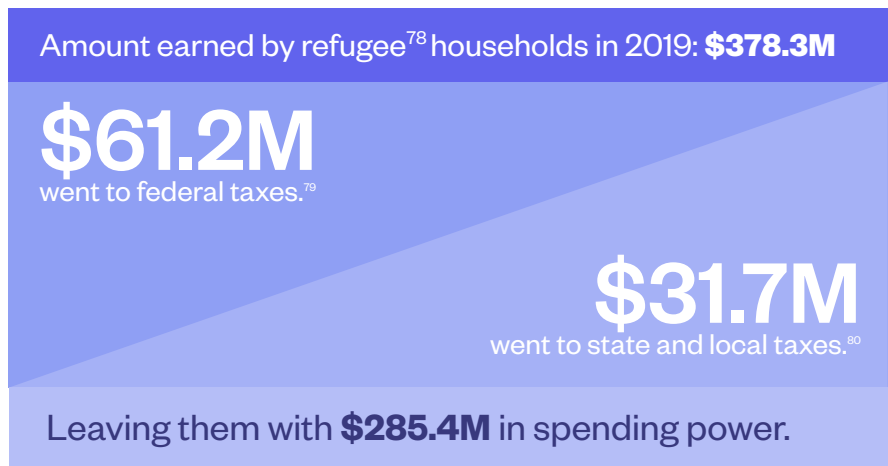 Amount earned by refugee78 households in 2019: $378.3M
$61.2M
went to federal taxes.79
$31.7M
went to state and local taxes.80
Leaving them with $285.4M in spending power.